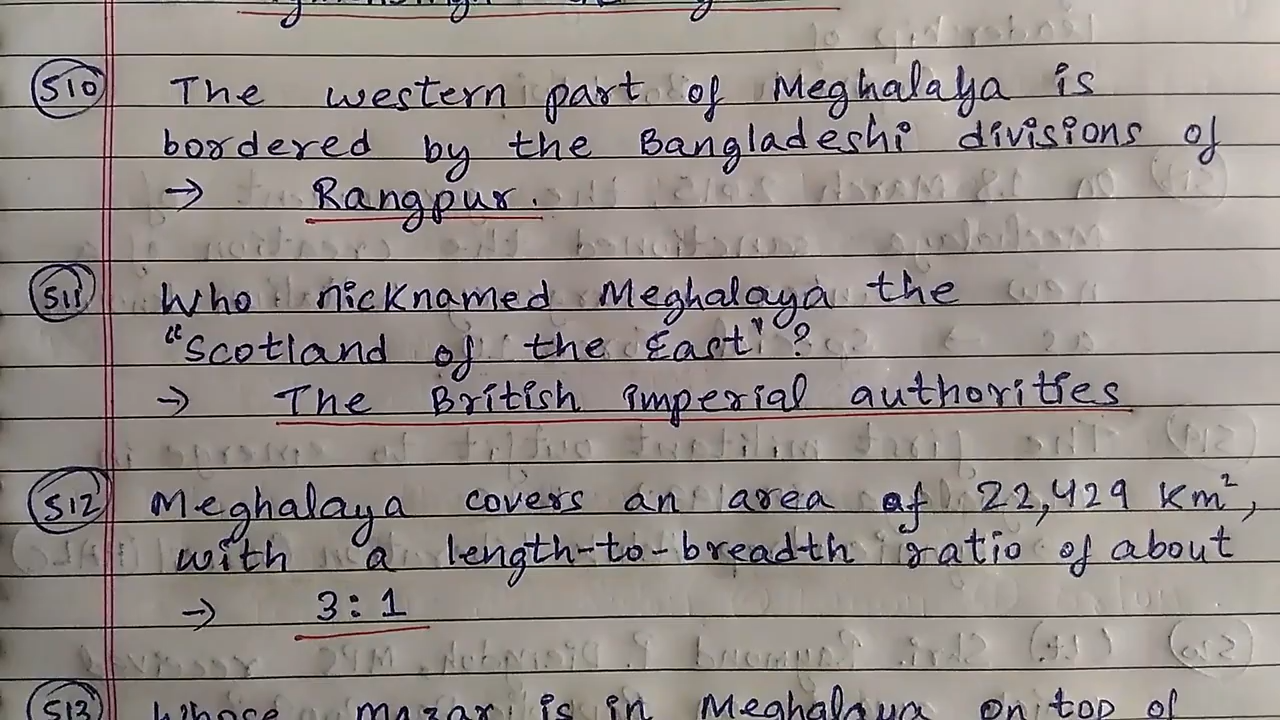 510 The western part of Meghalaya is
bordered by the Bangladeshi divisions of
→ Rangpur.
511 Who nicknamed Meghalaya the
"Scotland of the East"?
→ The British imperial authorities
512 Meghalaya covers an area of 22,429 Km²,
with a length-to-breadth ratio of about
→ 3:1
513 Whose mazar is in Meghalaya on top of